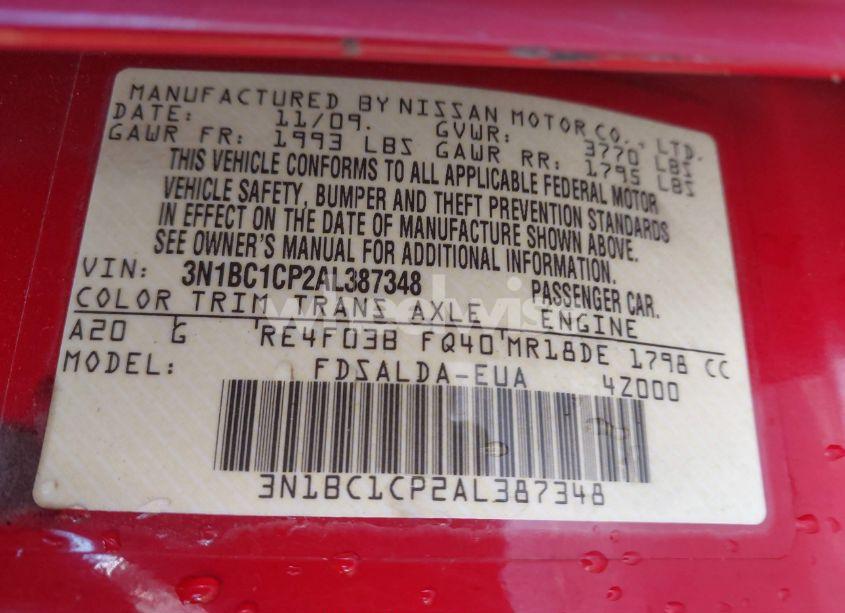 MANUFACTURED BY NISSAN MOTOR CO., LTD.
DATE: 11/09. GVWR: 3770 LBS
GAWR FR: 1993 LBS GAWR RR: 1795 LBS
THIS VEHICLE CONFORMS TO ALL APPLICABLE FEDERAL MOTOR
VEHICLE SAFETY, BUMPER AND THEFT PREVENTION STANDARDS
IN EFFECT ON THE DATE OF MANUFACTURE SHOWN ABOVE.
SEE OWNER'S MANUAL FOR ADDITIONAL INFORMATION.
VIN: 3N1BC1CP2AL387348 PASSENGER CAR.
COLOR TRIM TRANS AXLE ENGINE
A20 G RE4F03B FQ40 MR18DE 1798 CC
MODEL: FDSALDA-EUA 4Z000
3N1BC1CP2AL387348